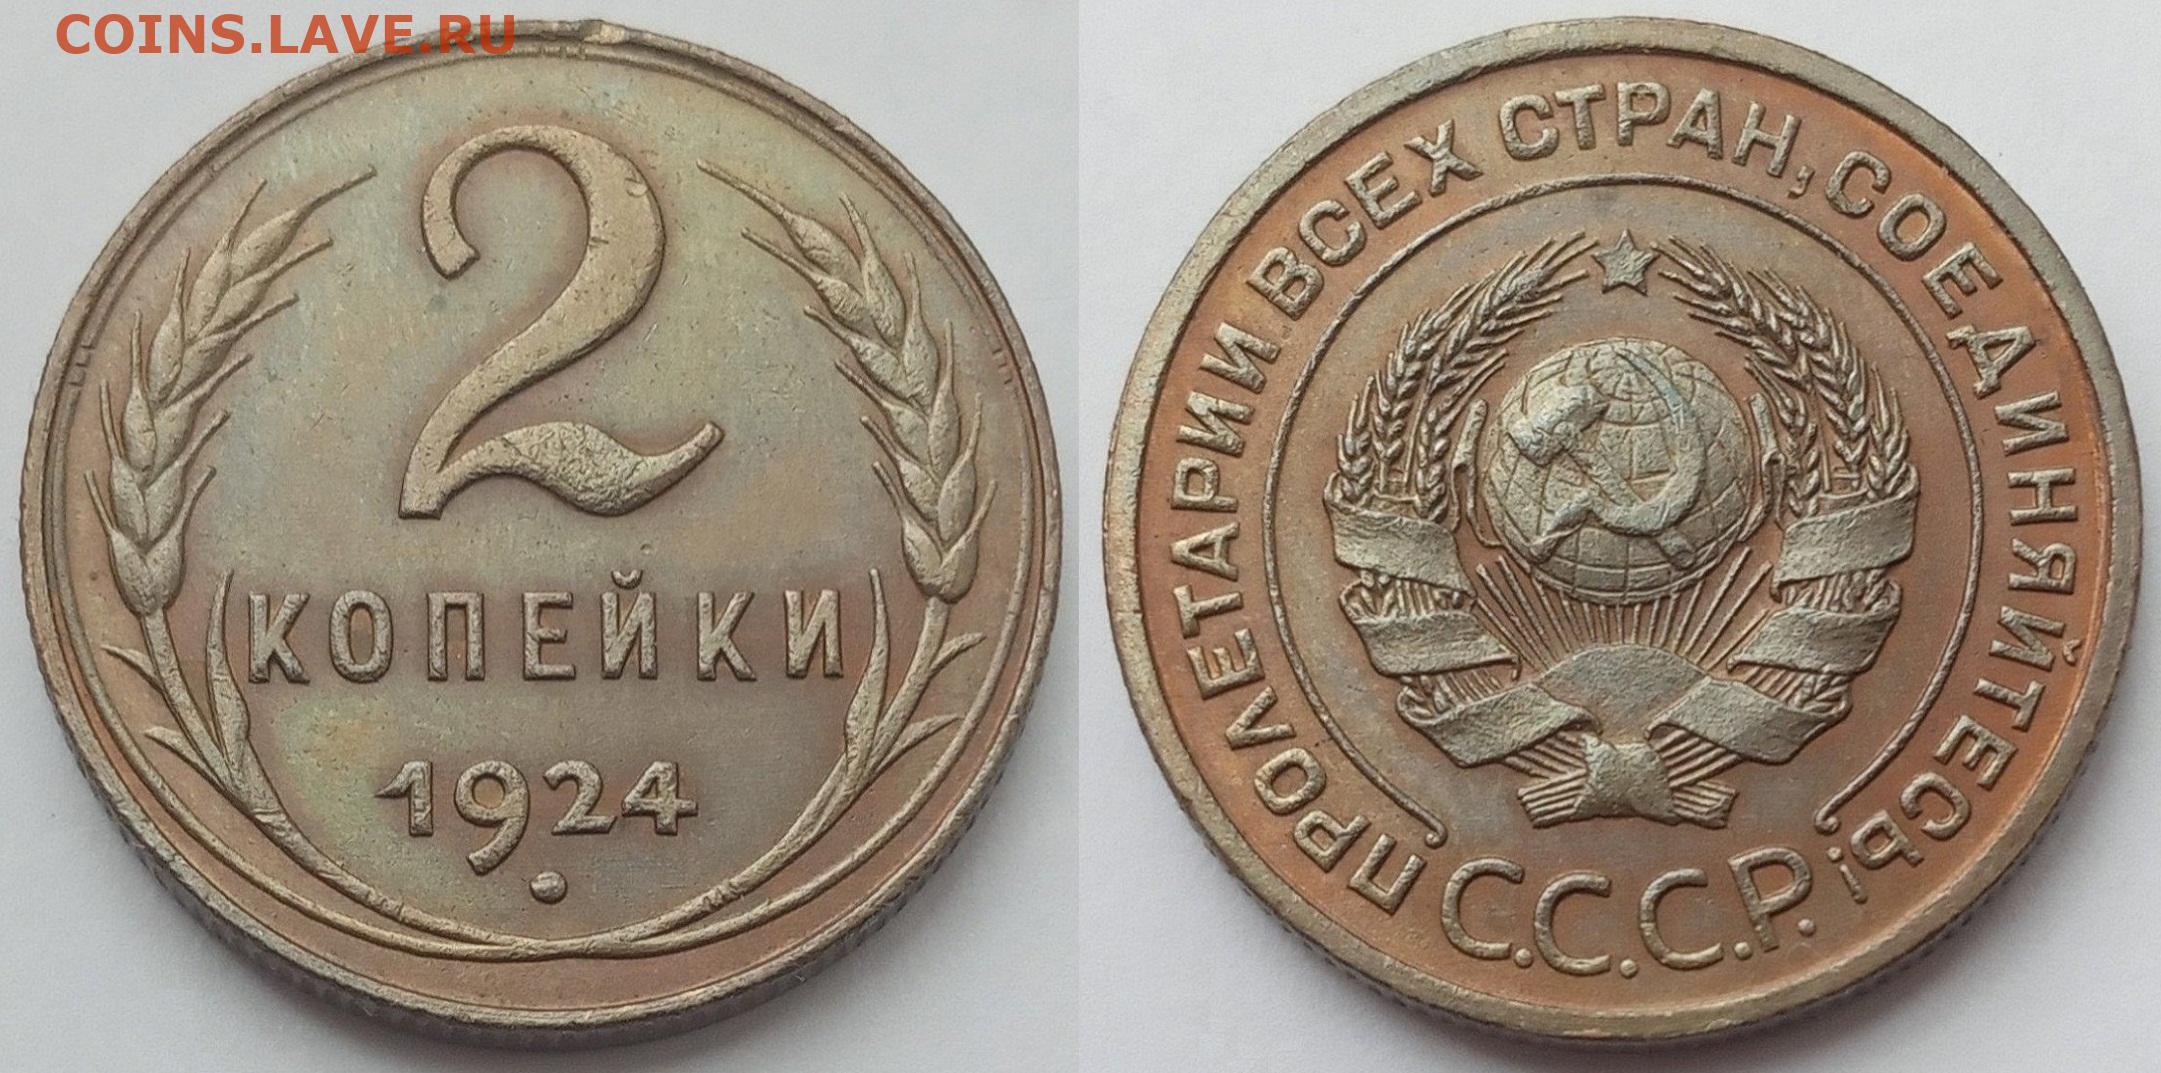 COINS.LAVE.RU
2
КОПЕЙКИ
1924
ПРОЛЕТАРИИ ВСЕХ СТРАН, СОЕДИНЯЙТЕСЬ!
С.С.С.Р.